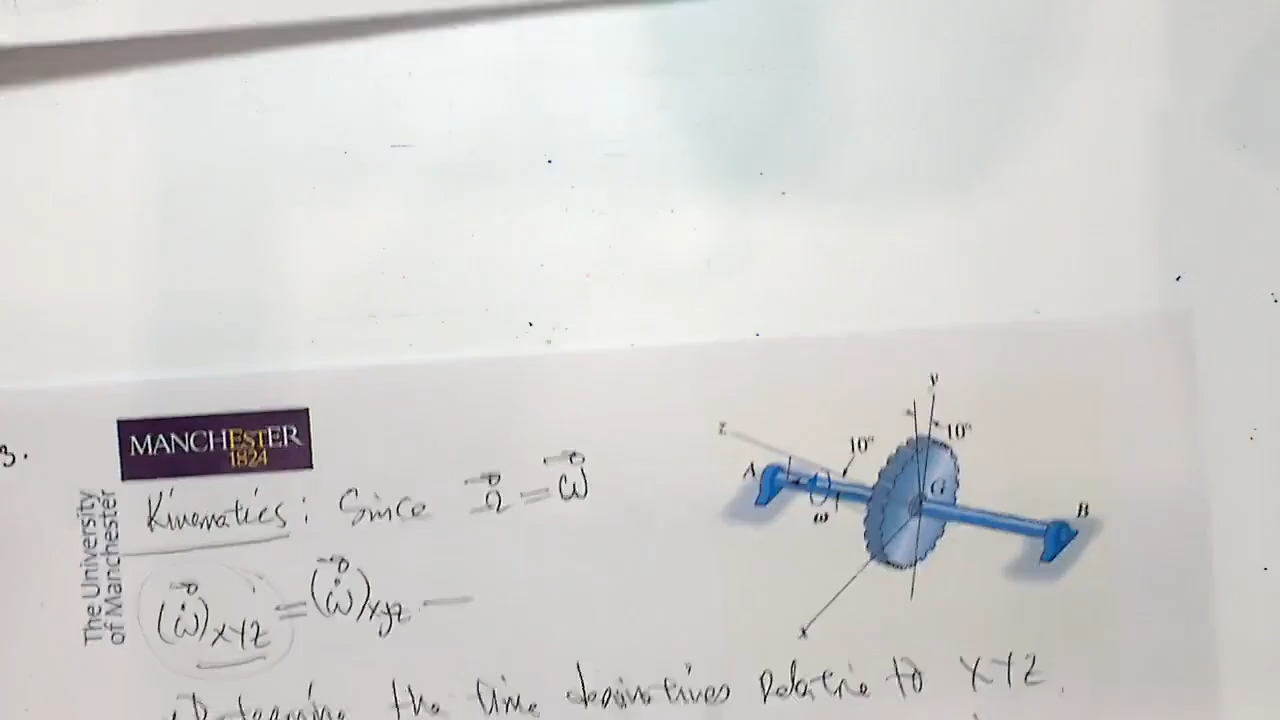 3.
MANCHESTER
1824
The University
of Manchester
Kinematics: Since Ω⃗ = ω⃗
(ω⃗̇)XYZ = (ω⃗̇)xyz —
Determine the time derivatives Relative to XYZ.
y
10°
z
10°
A
ω
G
B
x